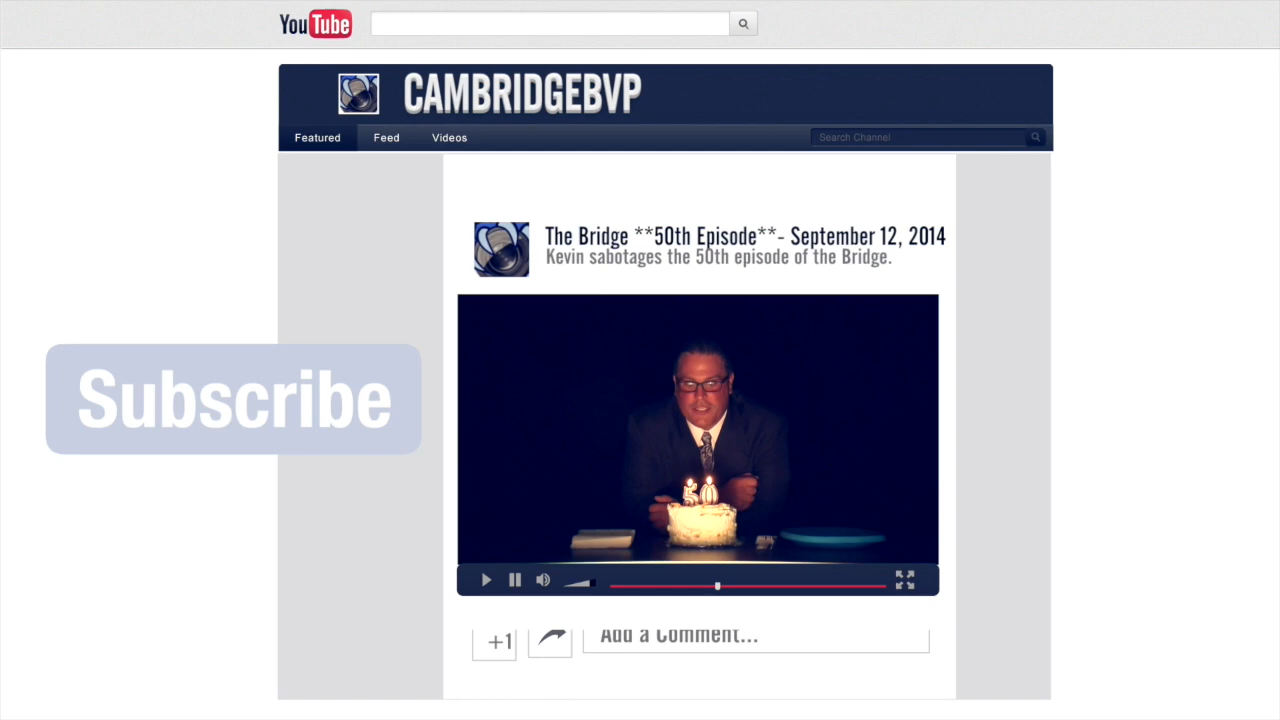 YouTube
CAMBRIDGEBVP
Featured Feed Videos Search Channel
The Bridge **50th Episode**- September 12, 2014
Kevin sabotages the 50th episode of the Bridge.
Subscribe
50
+1 Add a Comment...